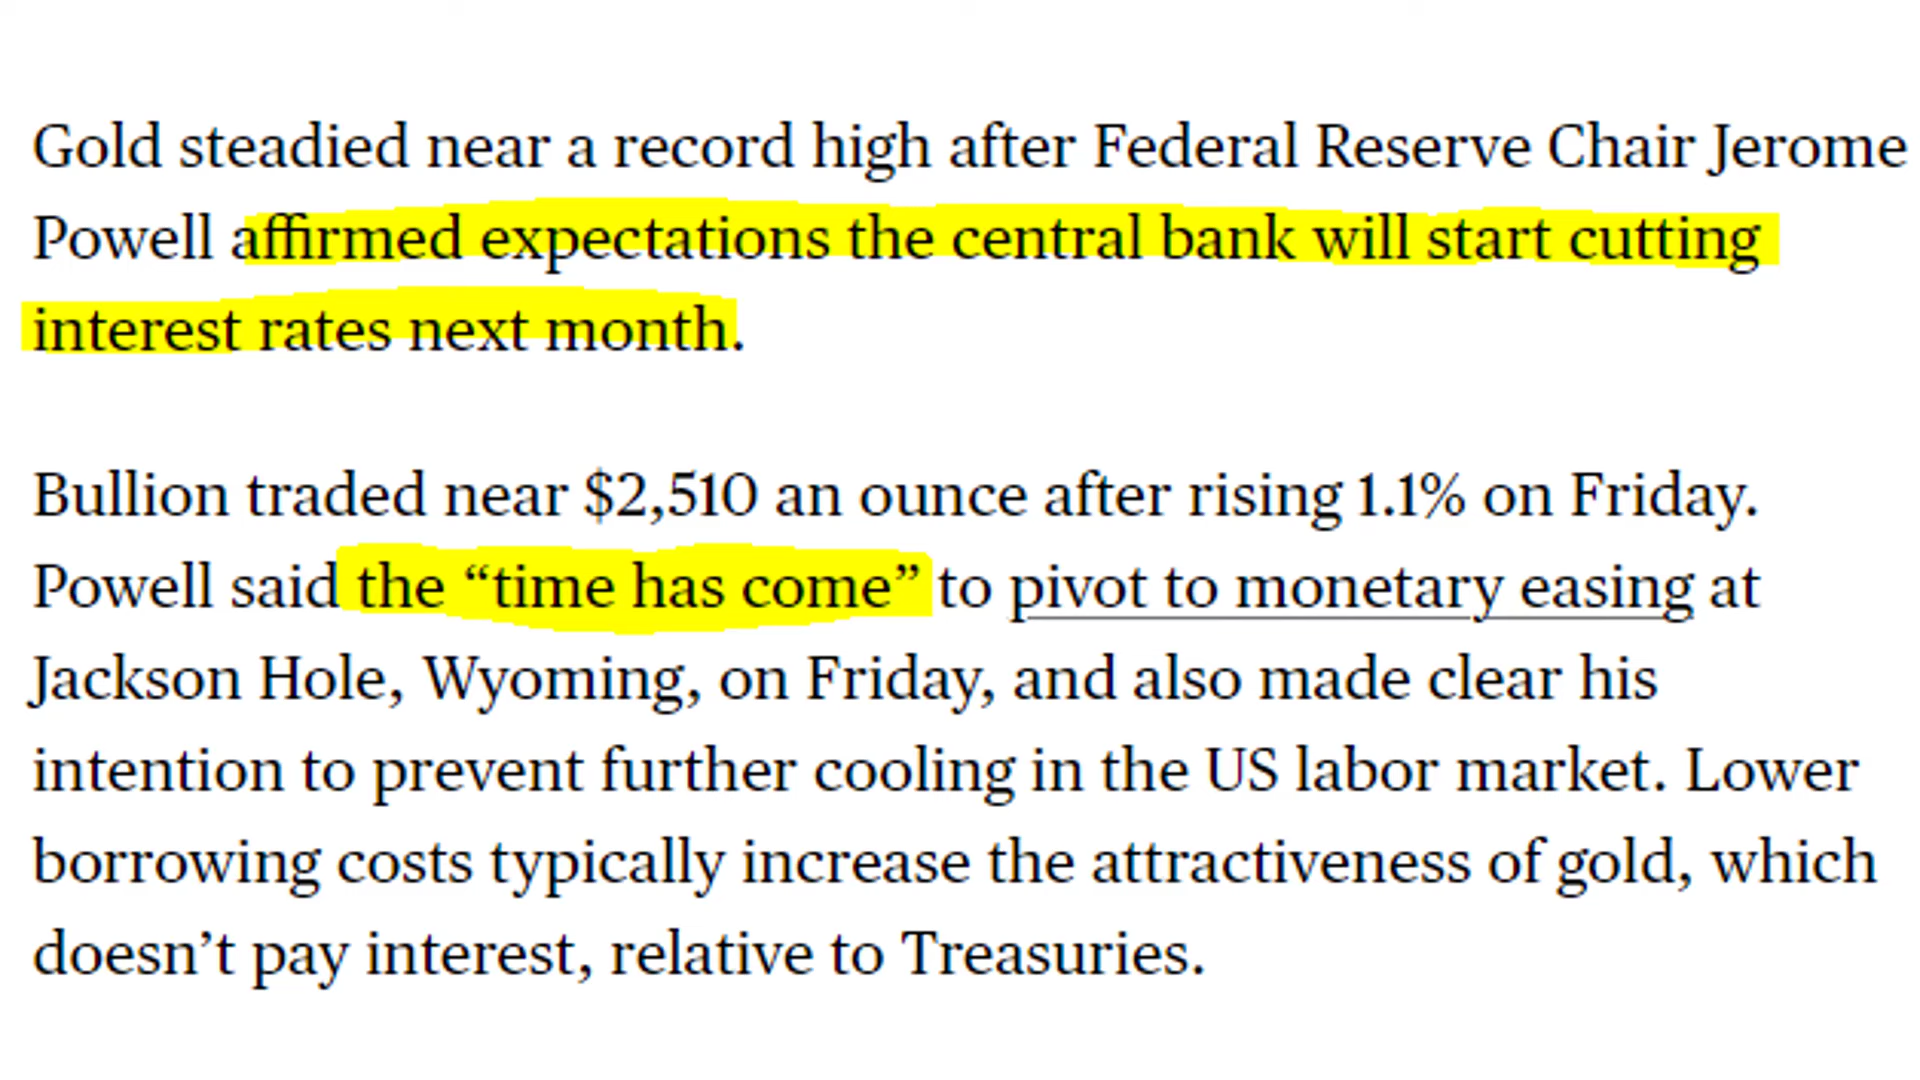 Gold steadied near a record high after Federal Reserve Chair Jerome
Powell affirmed expectations the central bank will start cutting
interest rates next month.
Bullion traded near $2,510 an ounce after rising 1.1% on Friday.
Powell said the “time has come” to pivot to monetary easing at
Jackson Hole, Wyoming, on Friday, and also made clear his
intention to prevent further cooling in the US labor market. Lower
borrowing costs typically increase the attractiveness of gold, which
doesn’t pay interest, relative to Treasuries.